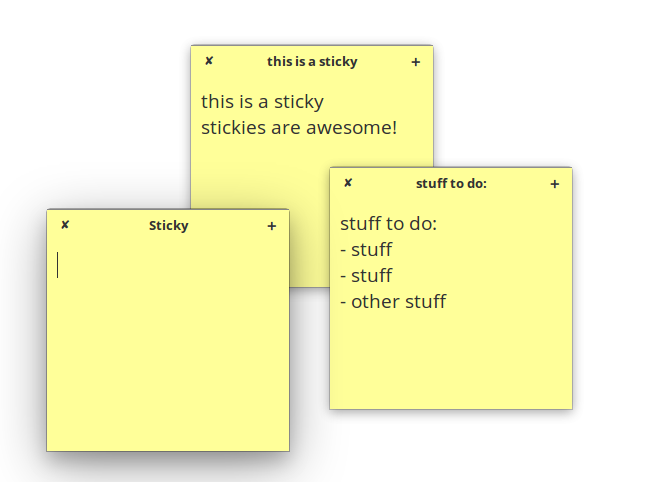 ✘ this is a sticky +
this is a sticky
stickies are awesome!
✘ stuff to do: +
stuff to do:
- stuff
- stuff
- other stuff
✘ Sticky +